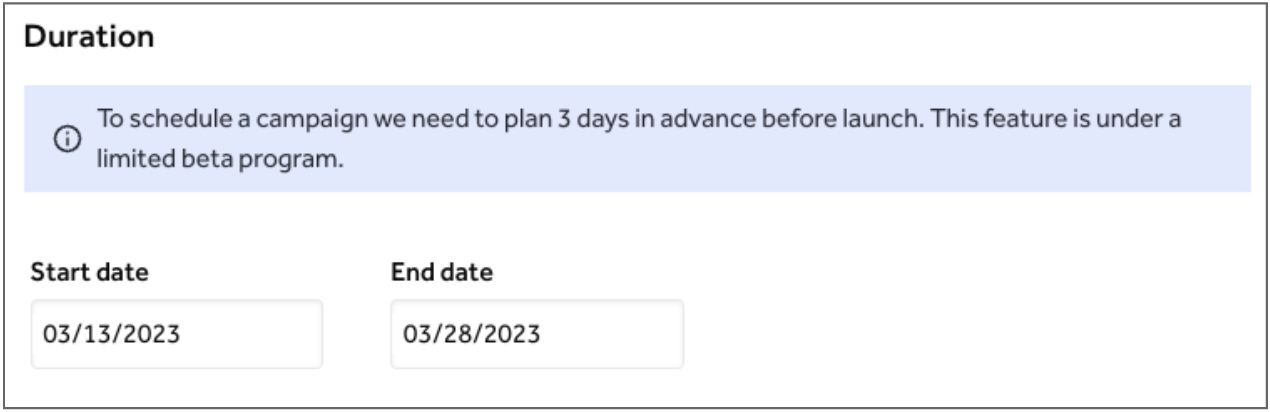 Duration
To schedule a campaign we need to plan 3 days in advance before launch. This feature is under a
limited beta program.
Start date End date
03/13/2023 03/28/2023